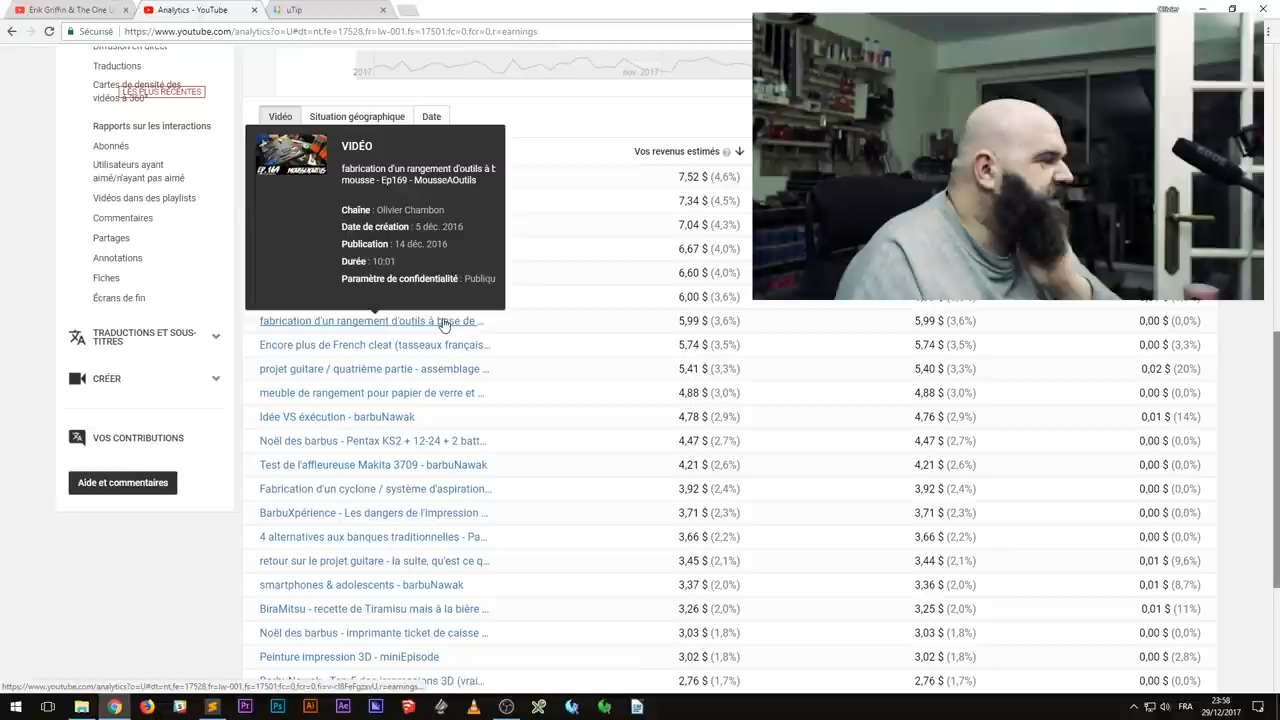 Erik Griffin & The One U
Analytics - YouTube
uTip
Olivier
Sécurisé
https://www.youtube.com/analytics?o=U#dt=nt,fe=17528,fr=lw-001,fs=17501;fc=0,fcr=0,r=earnings
Diffusion en direct
Traductions
Cartes de densité des
vidéos à 360°
LES PLUS RÉCENTES
Rapports sur les interactions
Abonnés
Utilisateurs ayant
aimé/n'ayant pas aimé
Vidéos dans des playlists
Commentaires
Partages
Annotations
Fiches
Écrans de fin
TRADUCTIONS ET SOUS-
TITRES
CRÉER
VOS CONTRIBUTIONS
Aide et commentaires
2017
nov. 2017
Vidéo
Situation géographique
Date
Vos revenus estimés
VIDÉO
fabrication d'un rangement d'outils à b
mousse - Ep169 - MousseAOutils
Chaîne : Olivier Chambon
Date de création : 5 déc. 2016
Publication : 14 déc. 2016
Durée : 10:01
Paramètre de confidentialité : Publiqu
EP.169 MOUSSEAOUTILS
7,52 $ (4,6%)
7,34 $ (4,5%)
7,04 $ (4,3%)
6,67 $ (4,0%)
6,60 $ (4,0%)
6,00 $ (3,6%)
fabrication d'un rangement d'outils à base de ... 5,99 $ (3,6%) 5,99 $ (3,6%) 0,00 $ (0,0%)
Encore plus de French cleat (tasseaux français... 5,74 $ (3,5%) 5,74 $ (3,5%) 0,00 $ (3,3%)
projet guitare / quatrième partie - assemblage ... 5,41 $ (3,3%) 5,40 $ (3,3%) 0,02 $ (20%)
meuble de rangement pour papier de verre et ... 4,88 $ (3,0%) 4,88 $ (3,0%) 0,00 $ (0,0%)
Idée VS éxécution - barbuNawak 4,78 $ (2,9%) 4,76 $ (2,9%) 0,01 $ (14%)
Noël des barbus - Pentax KS2 + 12-24 + 2 batt... 4,47 $ (2,7%) 4,47 $ (2,7%) 0,00 $ (0,0%)
Test de l'affleureuse Makita 3709 - barbuNawak 4,21 $ (2,6%) 4,21 $ (2,6%) 0,00 $ (0,0%)
Fabrication d'un cyclone / système d'aspiration... 3,92 $ (2,4%) 3,92 $ (2,4%) 0,00 $ (0,0%)
BarbuXpérience - Les dangers de l'impression ... 3,71 $ (2,3%) 3,71 $ (2,3%) 0,00 $ (0,0%)
4 alternatives aux banques traditionnelles - Pa... 3,66 $ (2,2%) 3,66 $ (2,2%) 0,00 $ (0,0%)
retour sur le projet guitare - la suite, qu'est ce q... 3,45 $ (2,1%) 3,44 $ (2,1%) 0,01 $ (9,6%)
smartphones & adolescents - barbuNawak 3,37 $ (2,0%) 3,36 $ (2,0%) 0,01 $ (8,7%)
BiraMitsu - recette de Tiramisu mais à la bière ... 3,26 $ (2,0%) 3,25 $ (2,0%) 0,01 $ (11%)
Noël des barbus - imprimante ticket de caisse ... 3,03 $ (1,8%) 3,03 $ (1,8%) 0,00 $ (0,0%)
Peinture impression 3D - miniEpisode 3,02 $ (1,8%) 3,02 $ (1,8%) 0,00 $ (2,8%)
2,76 $ (1,7%) 2,76 $ (1,7%) 0,00 $ (0,0%)
FRA
23:58
29/12/2017